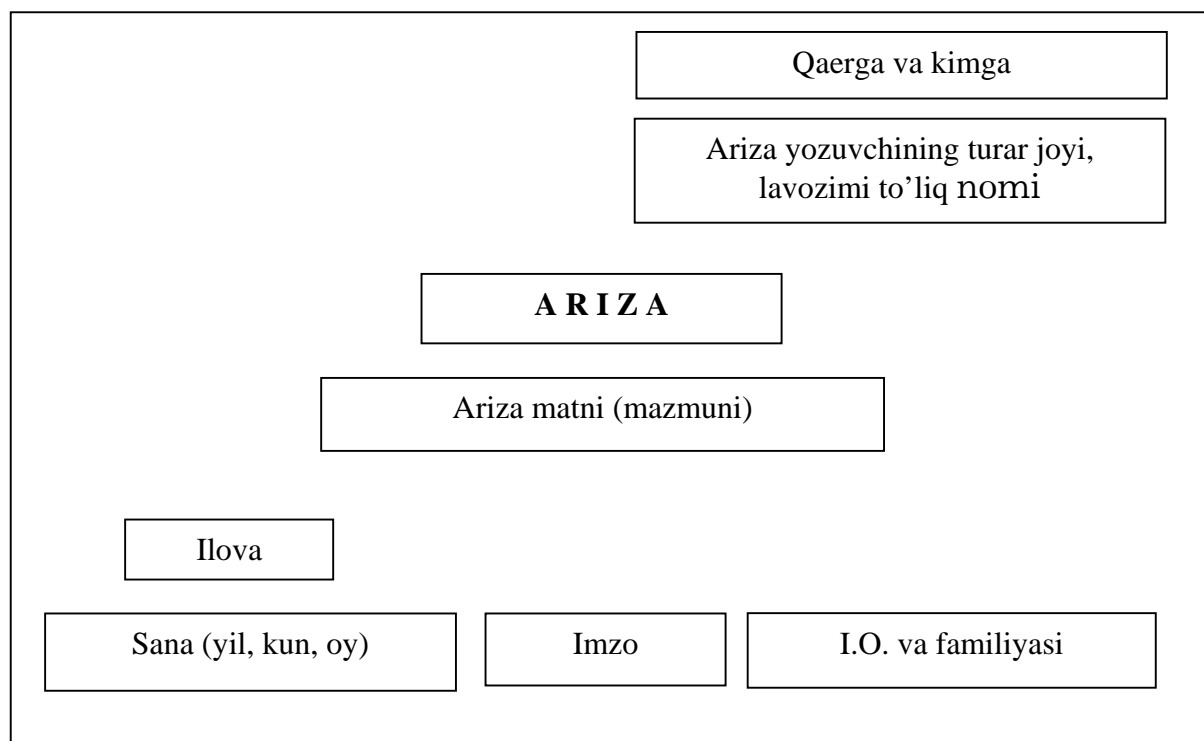 Qaerga va kimga
Ariza yozuvchining turar joyi,
lavozimi to’liq nomi
A R I Z A
Ariza matni (mazmuni)
Ilova
Sana (yil, kun, oy)
Imzo
I.O. va familiyasi